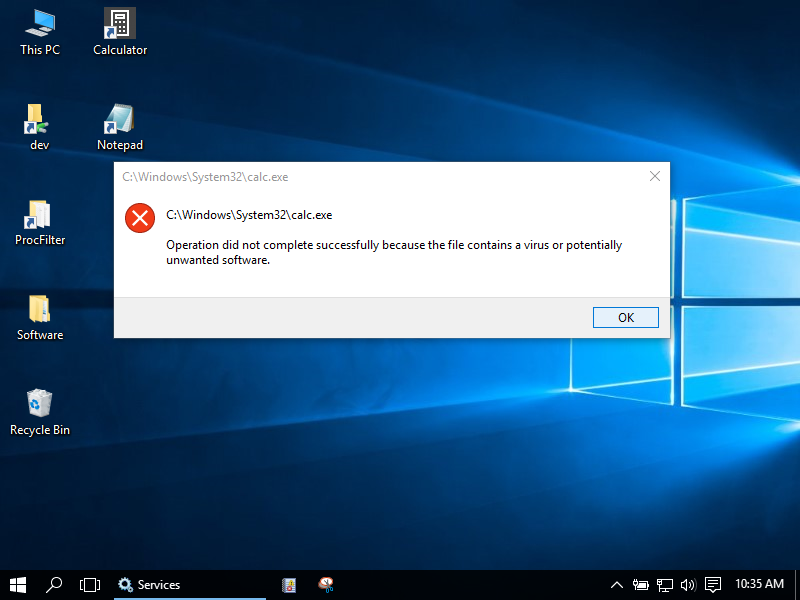 This PC
Calculator
dev
Notepad
C:\Windows\System32\calc.exe
C:\Windows\System32\calc.exe
Operation did not complete successfully because the file contains a virus or potentially
unwanted software.
OK
ProcFilter
Software
Recycle Bin
Services
10:35 AM